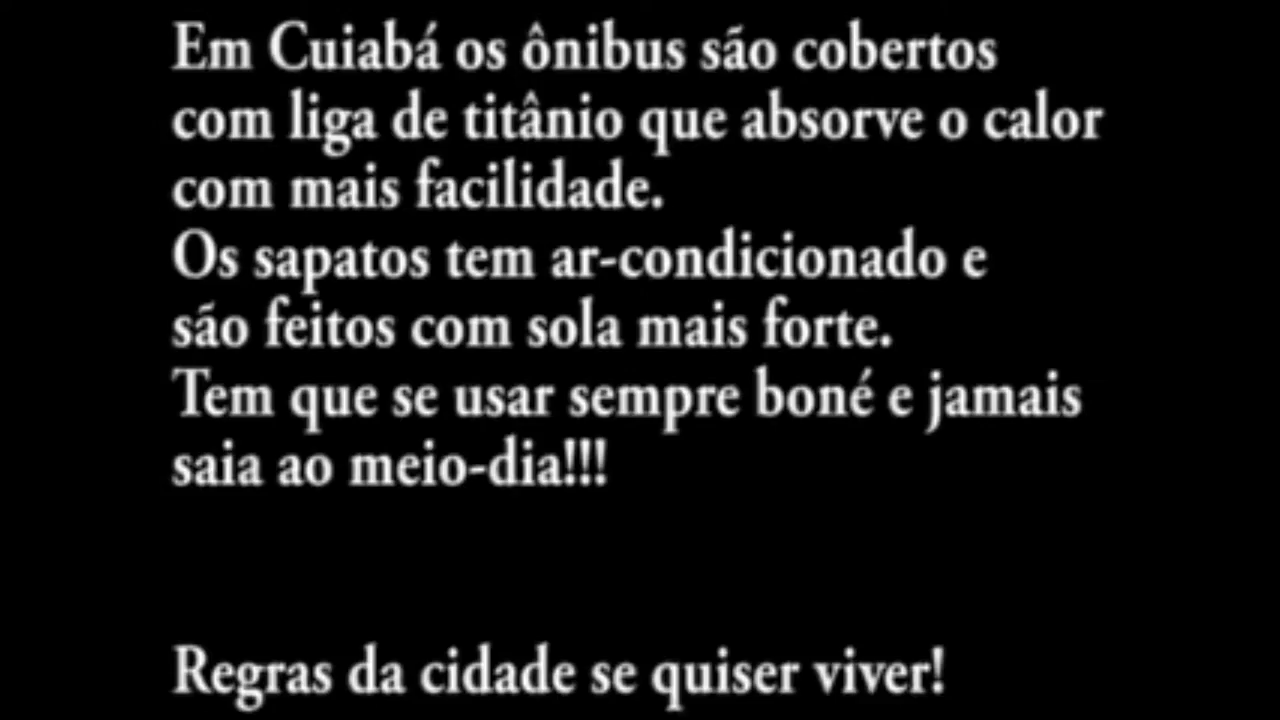 Em Cuiabá os ônibus são cobertos
com liga de titânio que absorve o calor
com mais facilidade.
Os sapatos tem ar-condicionado e
são feitos com sola mais forte.
Tem que se usar sempre boné e jamais
saia ao meio-dia!!!
Regras da cidade se quiser viver!